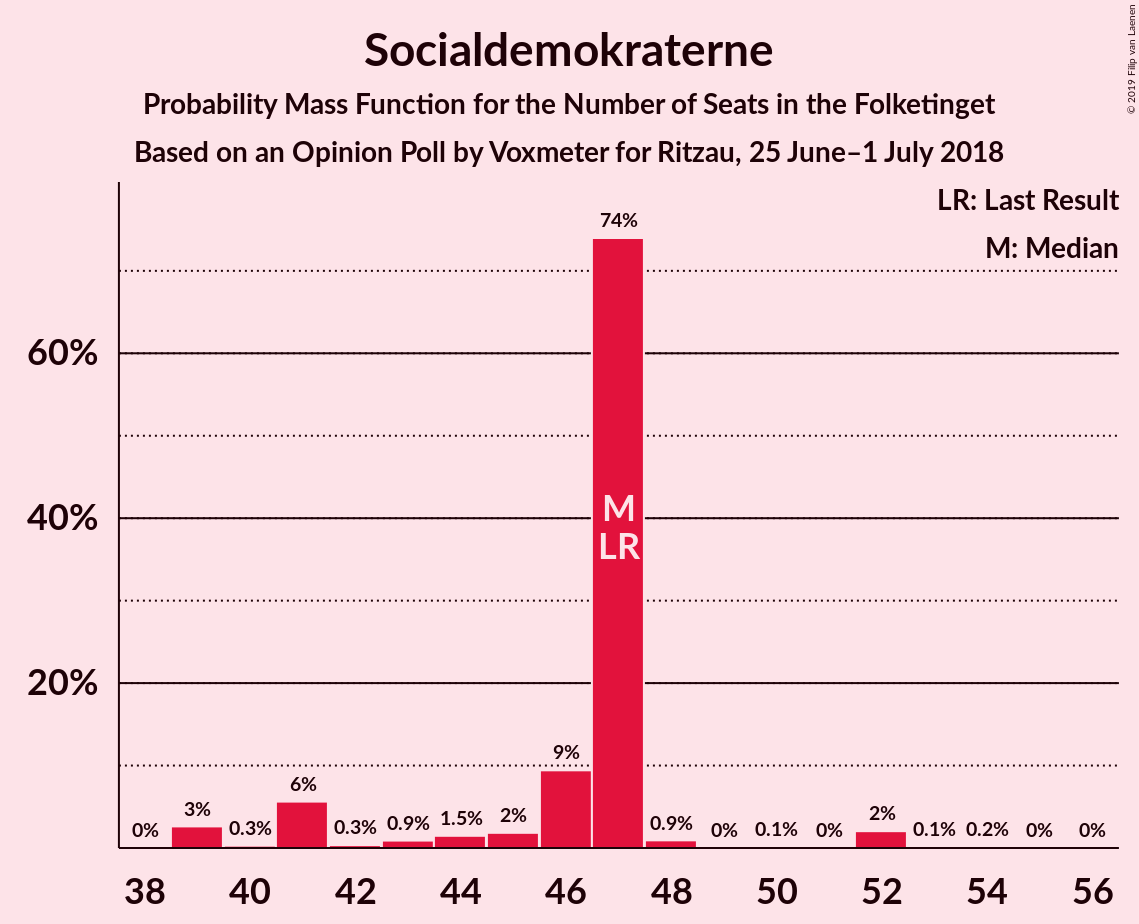 Socialdemokraterne
Probability Mass Function for the Number of Seats in the Folketinget
Based on an Opinion Poll by Voxmeter for Ritzau, 25 June–1 July 2018
© 2019 Filip van Laenen
LR: Last Result
M: Median
60%
40%
20%
0%
3%
0.3%
6%
0.3%
0.9%
1.5%
2%
9%
74%
M
LR
0.9%
0%
0.1%
0%
2%
0.1%
0.2%
0%
0%
38 40 42 44 46 48 50 52 54 56